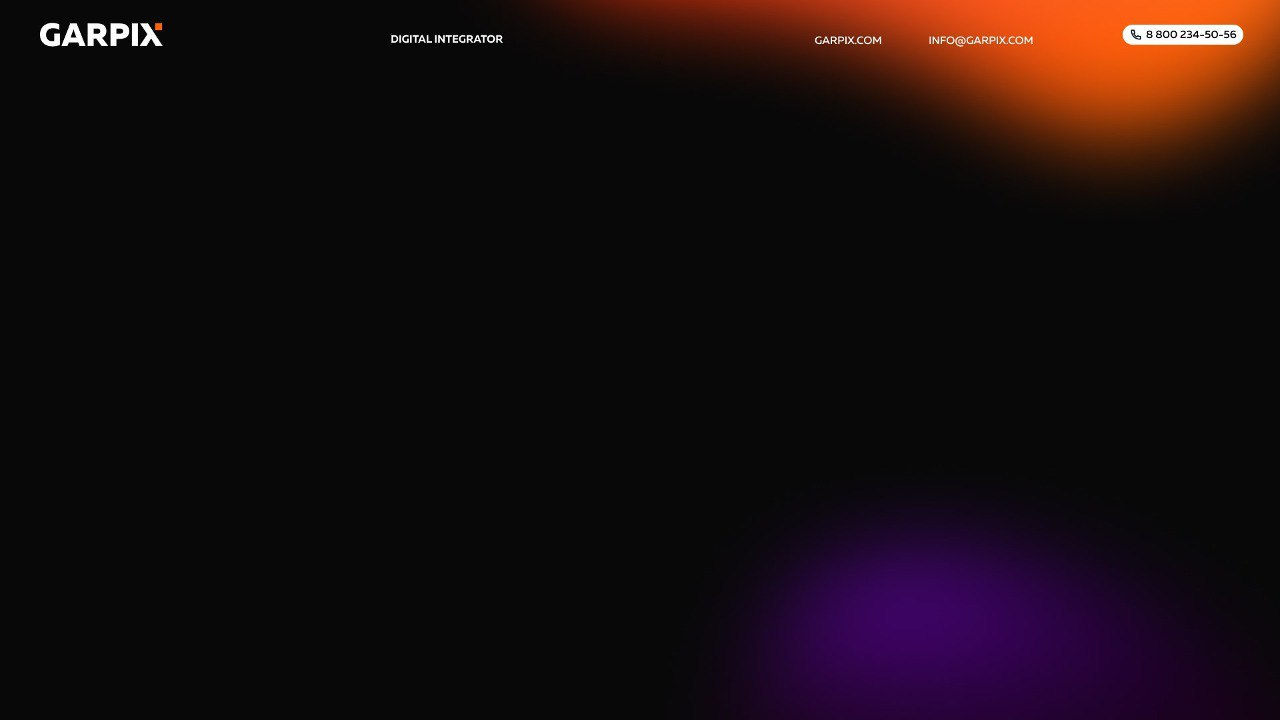 GARPIX
DIGITAL INTEGRATOR
GARPIX.COM
INFO@GARPIX.COM
8 800 234-50-56